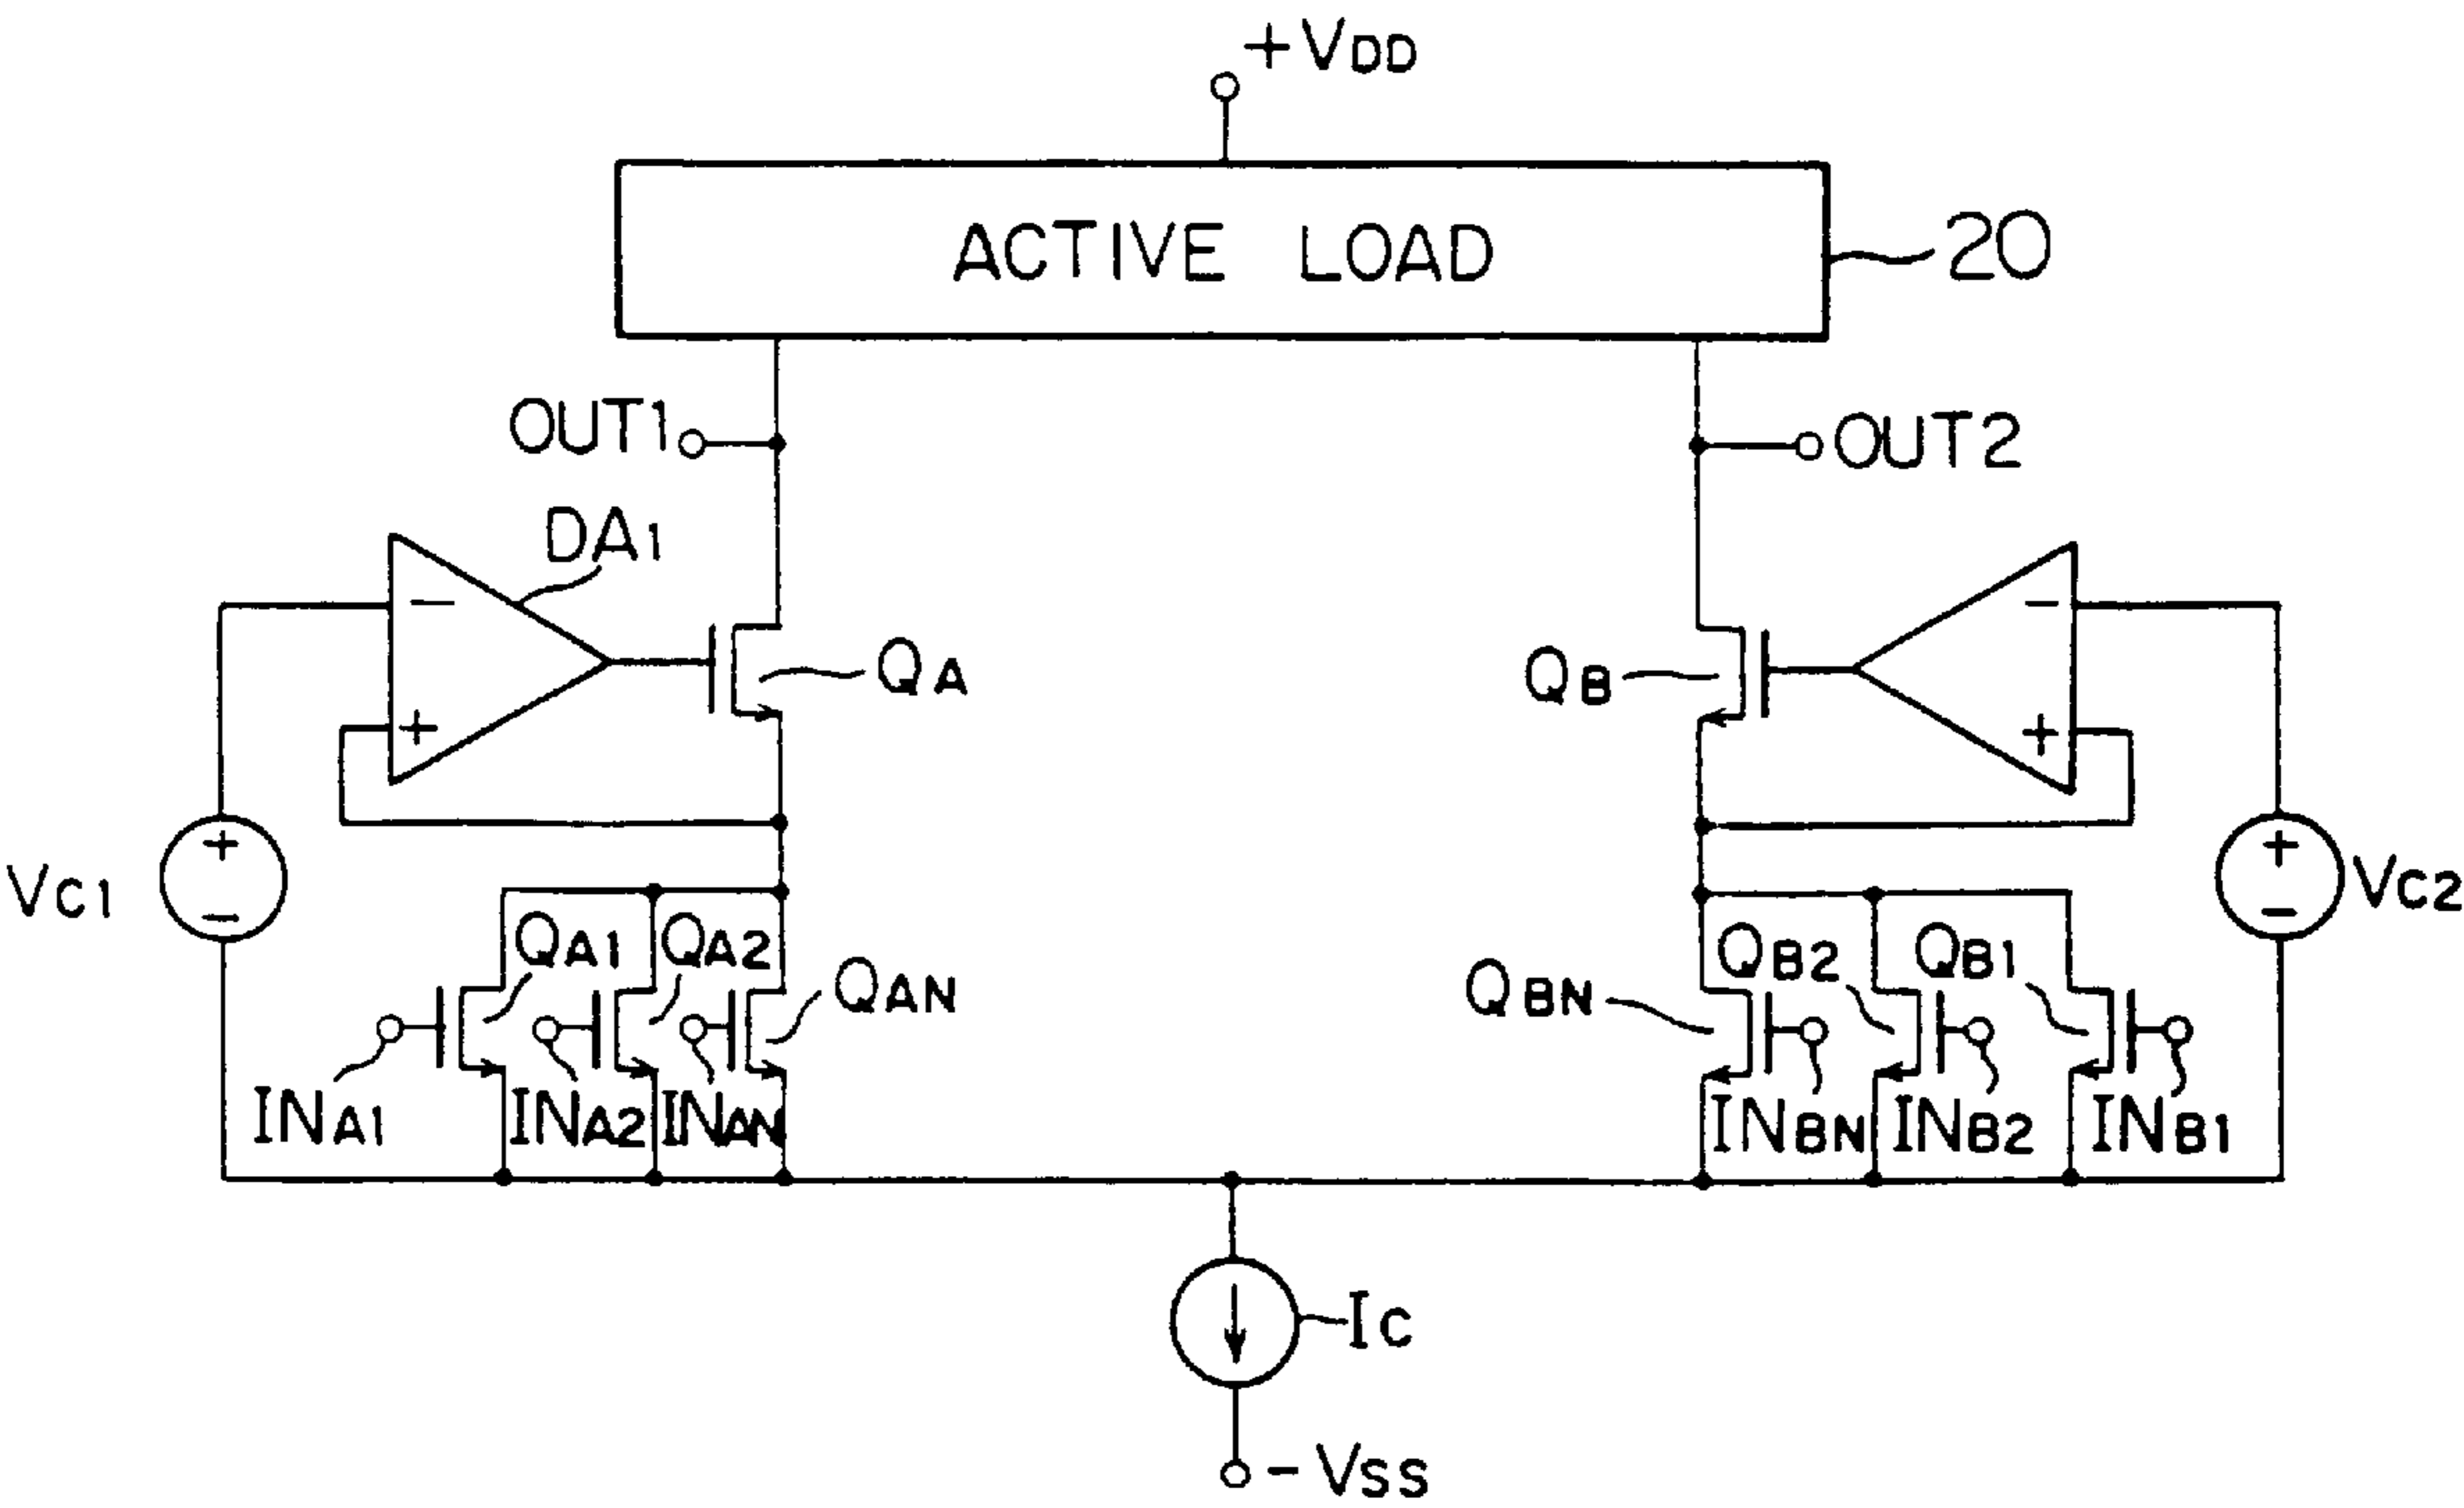 +VDD
ACTIVE LOAD
20
OUT1
OUT2
DA1
−
−
QA
QB
+
+
VC1
+
−
+
−
VC2
QA1
QA2
QAN
QBN
QB2
QB1
INA1
INA2
INAN
INBN
INB2
INB1
IC
-VSS